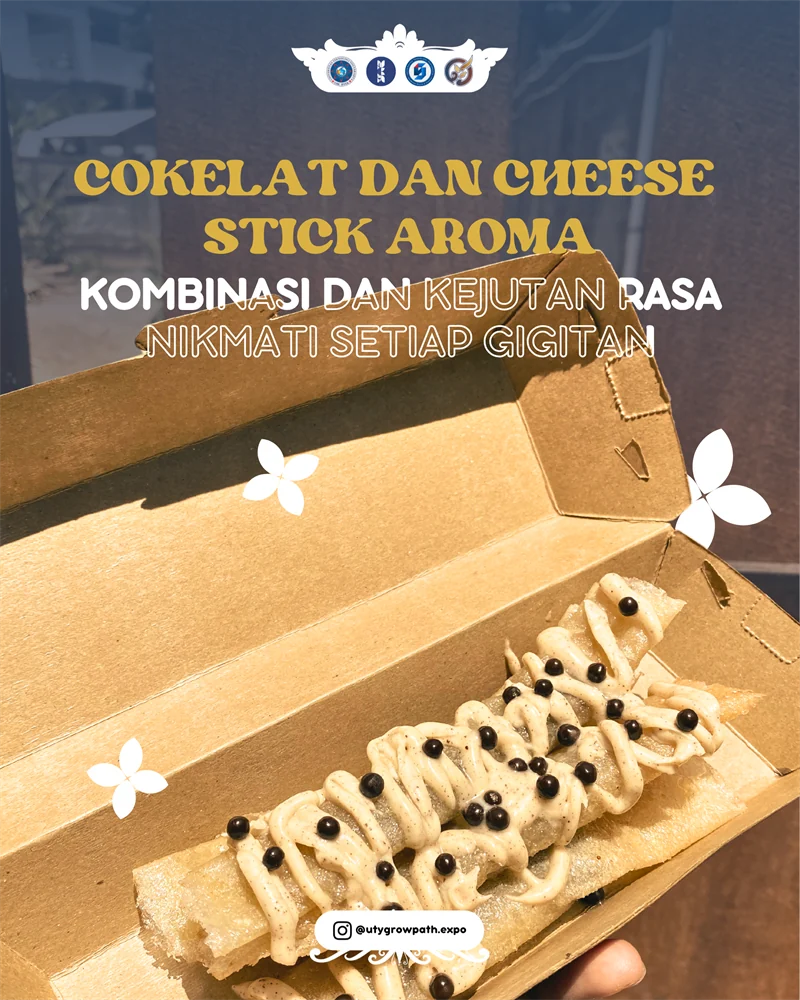 COKELAT DAN CHEESE
STICK AROMA
KOMBINASI DAN KEJUTAN RASA
NIKMATI SETIAP GIGITAN
@utygrowpath.expo